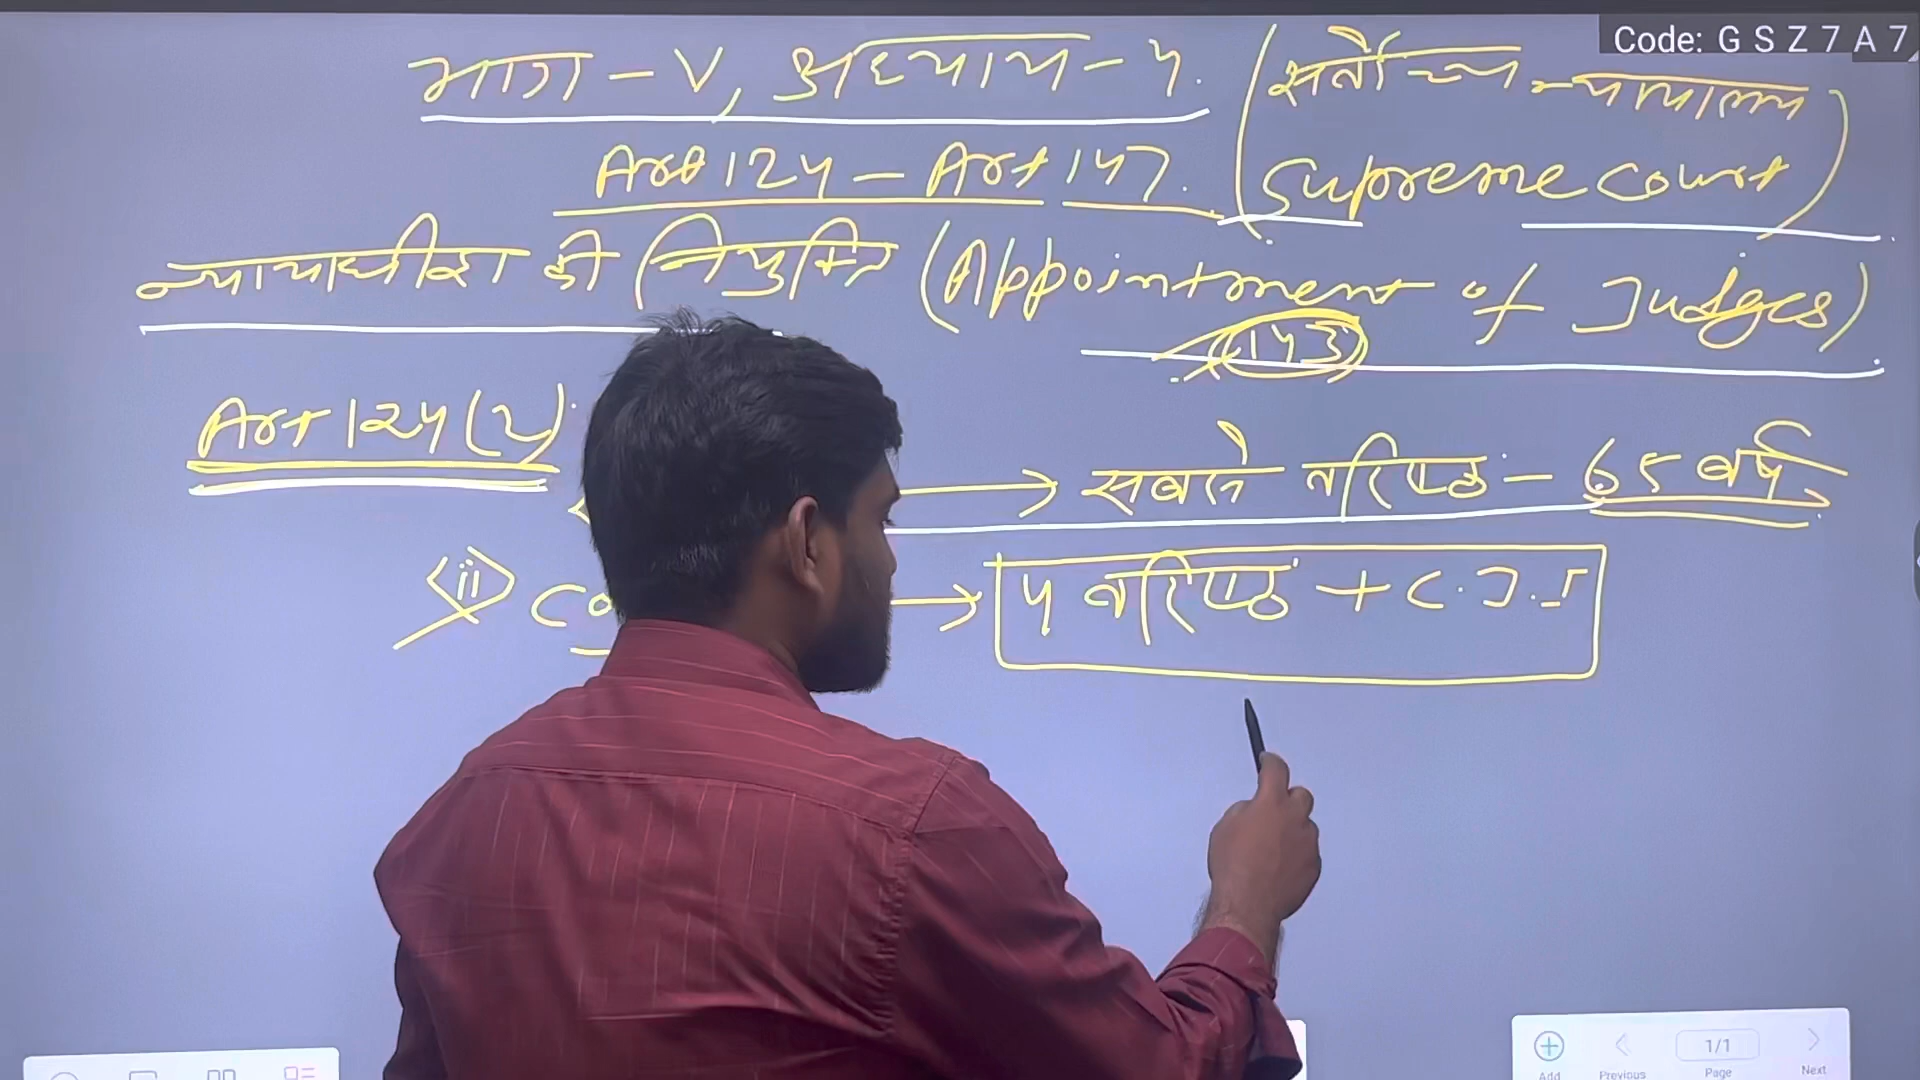 Code: G S Z 7 A 7
भाग - V, अध्याय - 4. (सर्वोच्च न्यायालय
Art 124 - Art 147. Supreme court)
न्यायाधीश की नियुक्ति (Appointment of Judges)
143
Art 124 (2)
→ सबसे वरिष्ठ - 65 वर्ष
(ii) → 4 वरिष्ठ + C.J.I
Add Previous 1/1 Page Next